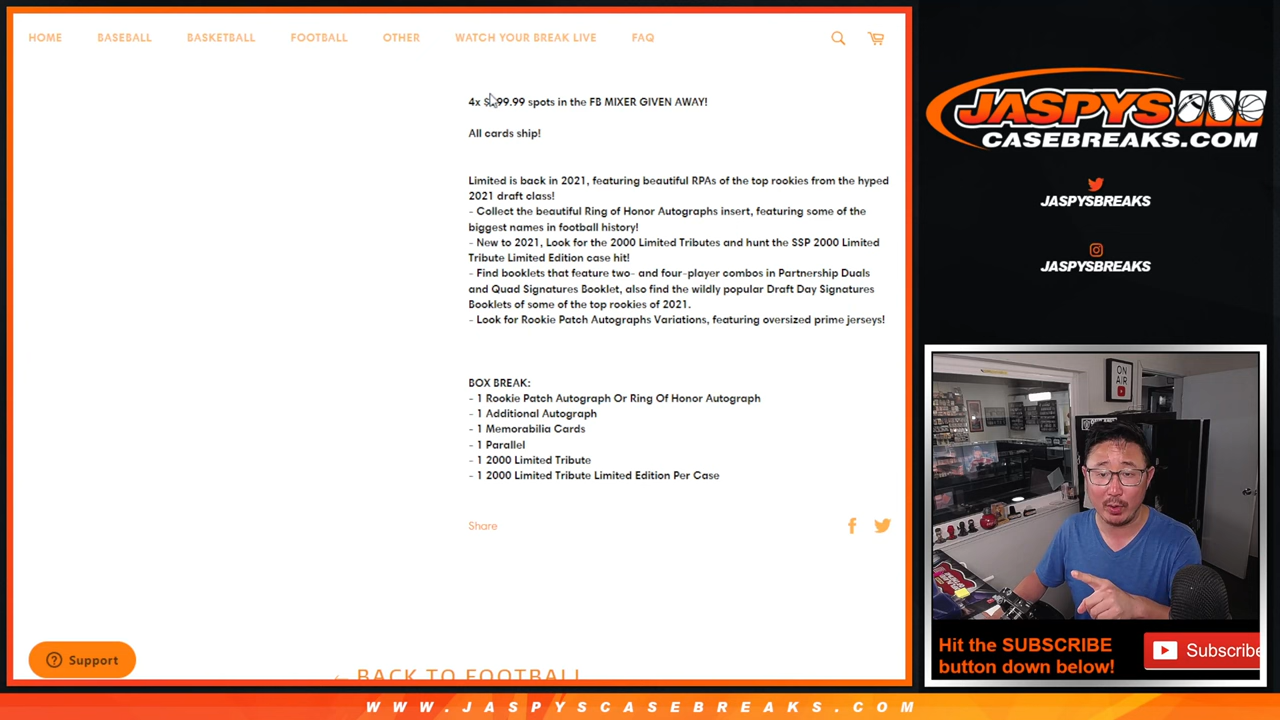 HOME BASEBALL BASKETBALL FOOTBALL OTHER WATCH YOUR BREAK LIVE FAQ
4x spots in the FB MIXER GIVEN AWAY!
All cards ship!
Limited is back in 2021, featuring beautiful RPAs of the top rookies from the hyped
2021 draft class!
- Collect the beautiful Ring of Honor Autographs insert, featuring some of the
biggest names in football history!
- New to 2021, Look for the 2000 Limited Tributes and hunt the SSP 2000 Limited
Tribute Limited Edition case hit!
- Find booklets that feature two- and four-player combos in Partnership Duals
and Quad Signatures Booklet, also find the wildly popular Draft Day Signatures
Booklets of some of the top rookies of 2021.
- Look for Rookie Patch Autographs Variations, featuring oversized prime jerseys!
BOX BREAK:
- 1 Rookie Patch Autograph Or Ring Of Honor Autograph
- 1 Additional Autograph
- 1 Memorabilia Cards
- 1 Parallel
- 1 2000 Limited Tribute
- 1 2000 Limited Tribute Limited Edition Per Case
Share
Support
← BACK TO FOOTBALL
JASPYS
CASEBREAKS.COM
JASPYSBREAKS
JASPYSBREAKS
ON
AIR
Hit the SUBSCRIBE
button down below!
Subscribe
WWW.JASPYSCASEBREAKS.COM